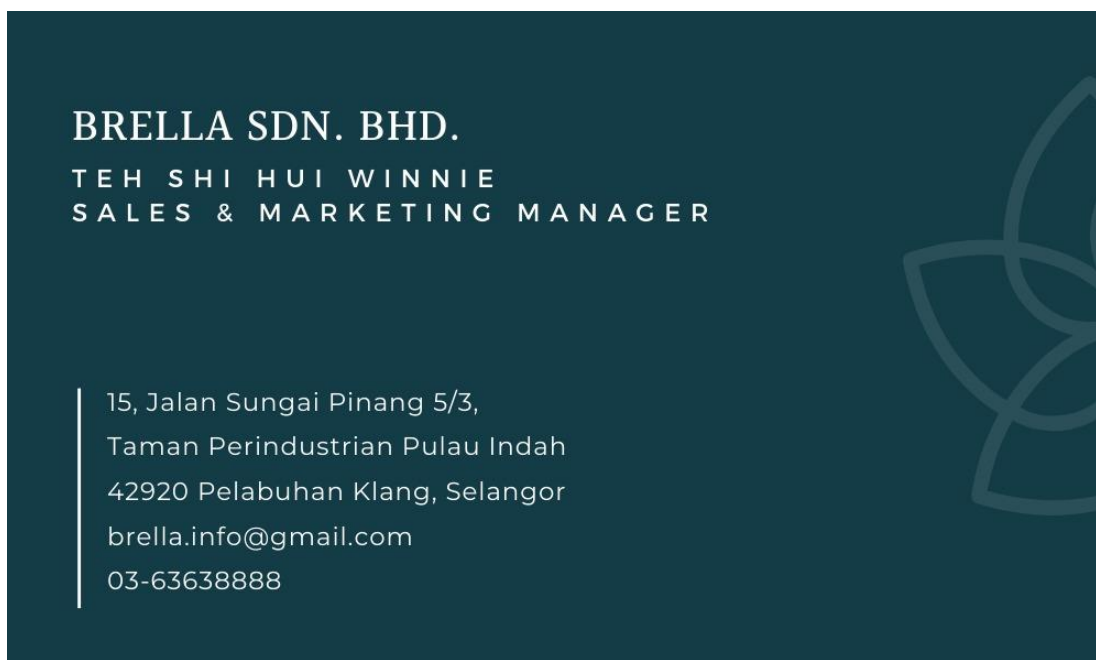 BRELLA SDN. BHD.
TEH SHI HUI WINNIE
SALES & MARKETING MANAGER
15, Jalan Sungai Pinang 5/3,
Taman Perindustrian Pulau Indah
42920 Pelabuhan Klang, Selangor
brella.info@gmail.com
03-63638888